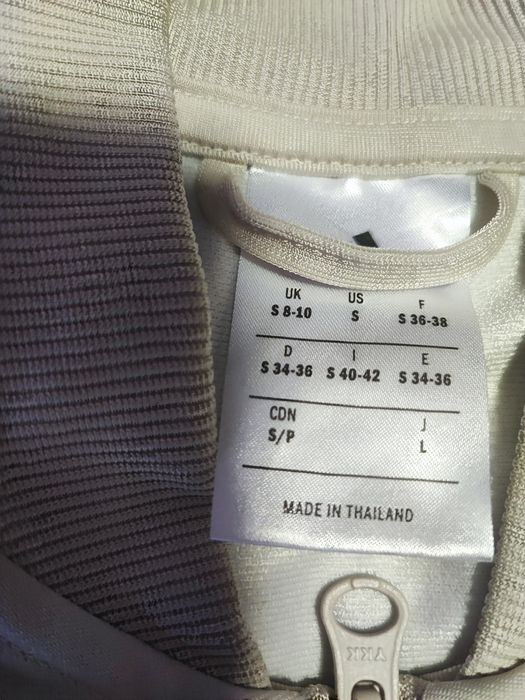 UK US F
S 8-10 S S 36-38
D I E
S 34-36 S 40-42 S 34-36
CDN J
S/P L
MADE IN THAILAND
YKK